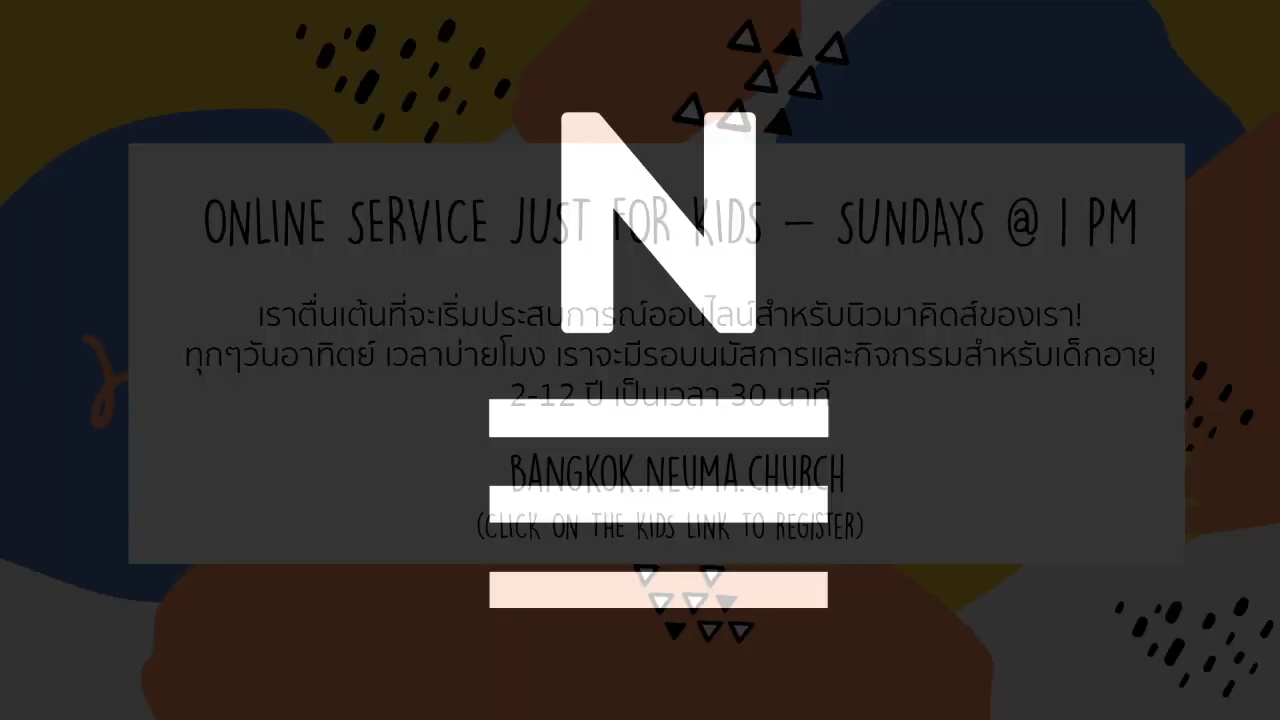 N
ONLINE SERVICE JUST FOR KIDS – SUNDAYS @ 1 PM
เราตื่นเต้นที่จะเริ่มประสบการณ์ออนไลน์สำหรับนิวมาคิดส์ของเรา!
ทุกๆวันอาทิตย์ เวลาบ่ายโมง เราจะมีรอบนมัสการและกิจกรรมสำหรับเด็กอายุ
2-12 ปี เป็นเวลา 30 นาที
BANGKOK.NEUMA.CHURCH
(CLICK ON THE KIDS LINK TO REGISTER)